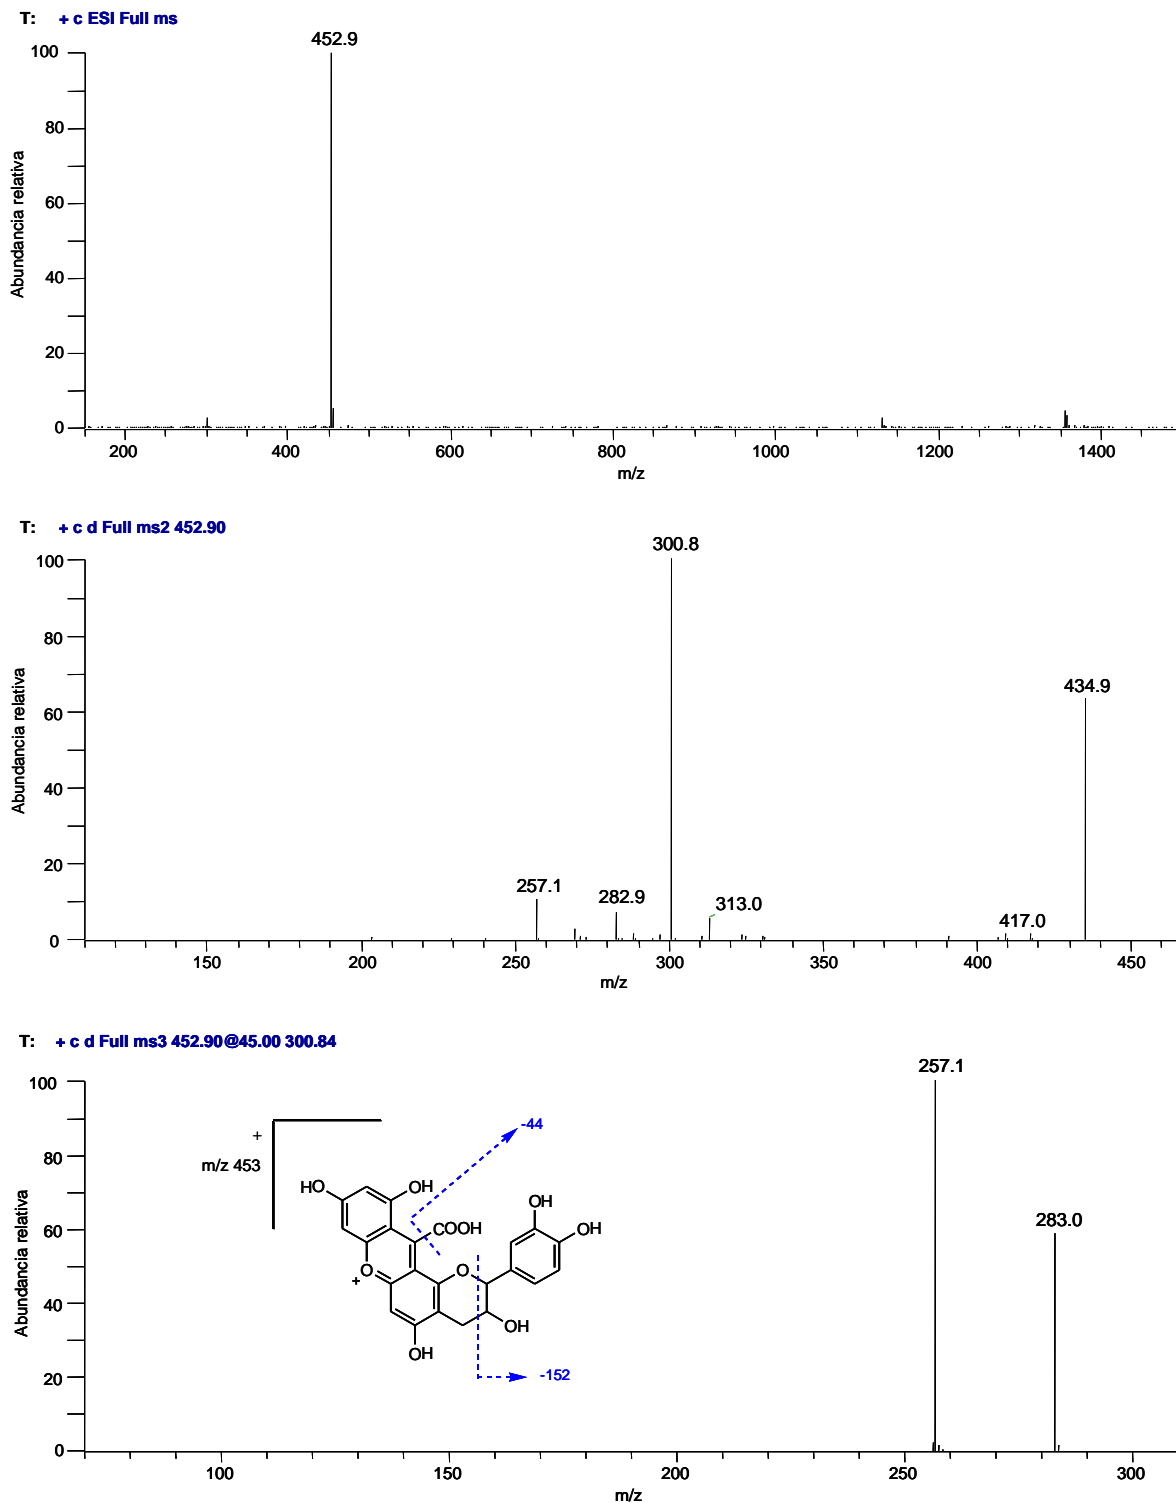 T: + c ESI Full ms
452.9
100
80
60
40
20
0
Abundancia relativa
200 400 600 800 1000 1200 1400
m/z
T: + c d Full ms2 452.90
300.8
434.9
257.1
282.9
313.0
417.0
100
80
60
40
20
0
Abundancia relativa
150 200 250 300 350 400 450
m/z
T: + c d Full ms3 452.90@45.00 300.84
257.1
283.0
100
80
60
40
20
0
Abundancia relativa
+
m/z 453
-44
HO
OH
COOH
OH
OH
O
+
O
OH
OH
-152
100 150 200 250 300
m/z